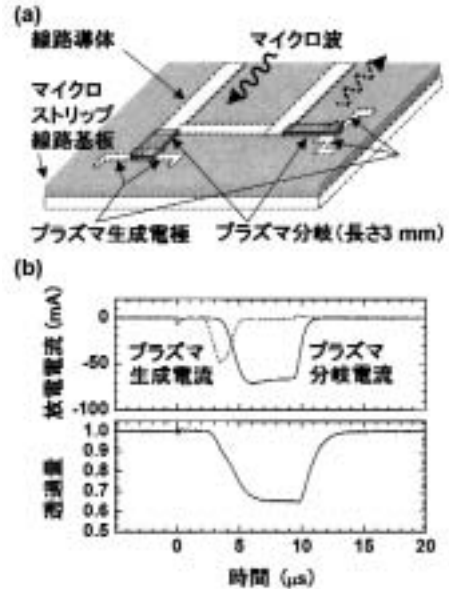 (a)
線路導体
マイクロ波
マイクロ
ストリップ
線路基板
プラズマ生成電極
プラズマ分岐(長さ3 mm)
(b)
放電電流 (mA)
0
-50
-100
プラズマ
生成電流
プラズマ
分岐電流
透過量
1.0
0.9
0.8
0.7
0.6
0.5
0
5
10
15
20
時間 (μs)